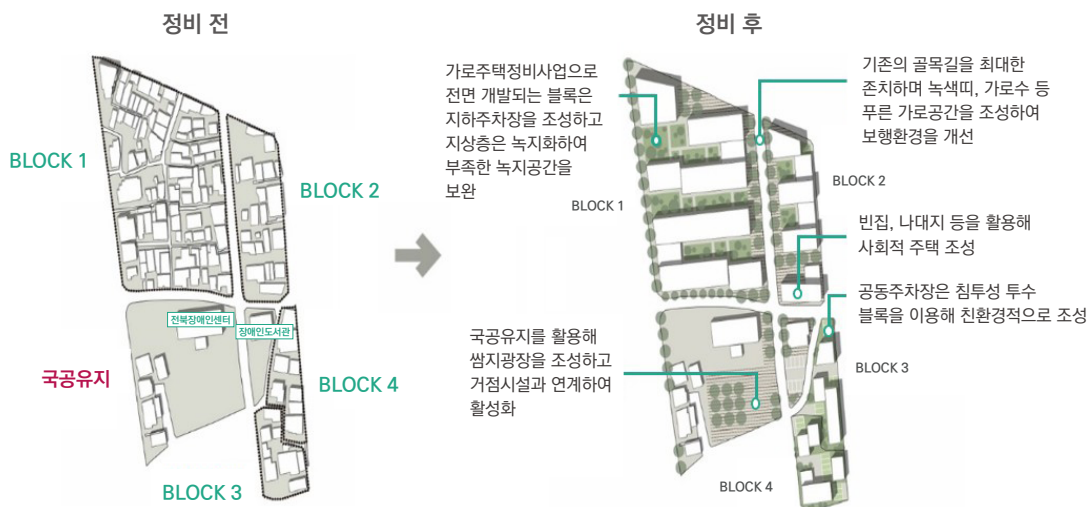 정비 전
BLOCK 1
BLOCK 2
전북장애인센터
장애인도서관
국공유지
BLOCK 4
BLOCK 3
정비 후
가로주택정비사업으로
전면 개발되는 블록은
지하주차장을 조성하고
지상층은 녹지화하여
부족한 녹지공간을
보완
기존의 골목길을 최대한
존치하며 녹색띠, 가로수 등
푸른 가로공간을 조성하여
보행환경을 개선
BLOCK 1
BLOCK 2
빈집, 나대지 등을 활용해
사회적 주택 조성
공동주차장은 침투성 투수
블록을 이용해 친환경적으로 조성
국공유지를 활용해
쌈지광장을 조성하고
거점시설과 연계하여
활성화
BLOCK 3
BLOCK 4